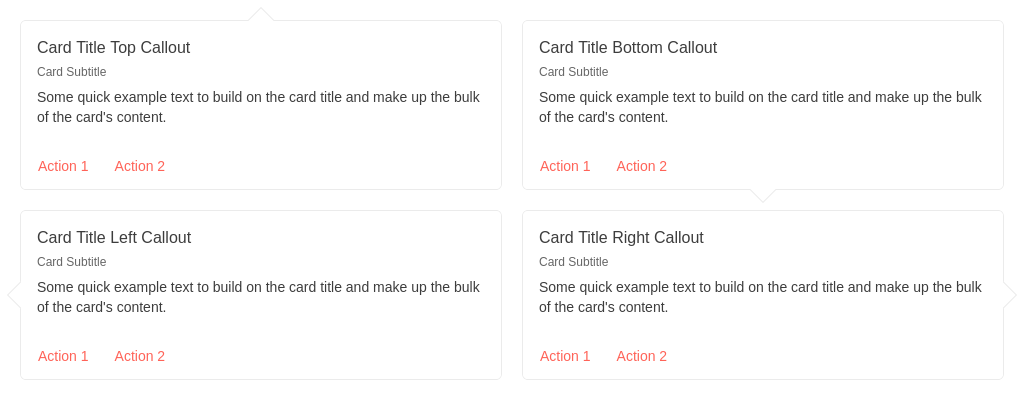 Card Title Top Callout
Card Subtitle
Some quick example text to build on the card title and make up the bulk
of the card's content.
Action 1 Action 2
Card Title Bottom Callout
Card Subtitle
Some quick example text to build on the card title and make up the bulk
of the card's content.
Action 1 Action 2
Card Title Left Callout
Card Subtitle
Some quick example text to build on the card title and make up the bulk
of the card's content.
Action 1 Action 2
Card Title Right Callout
Card Subtitle
Some quick example text to build on the card title and make up the bulk
of the card's content.
Action 1 Action 2